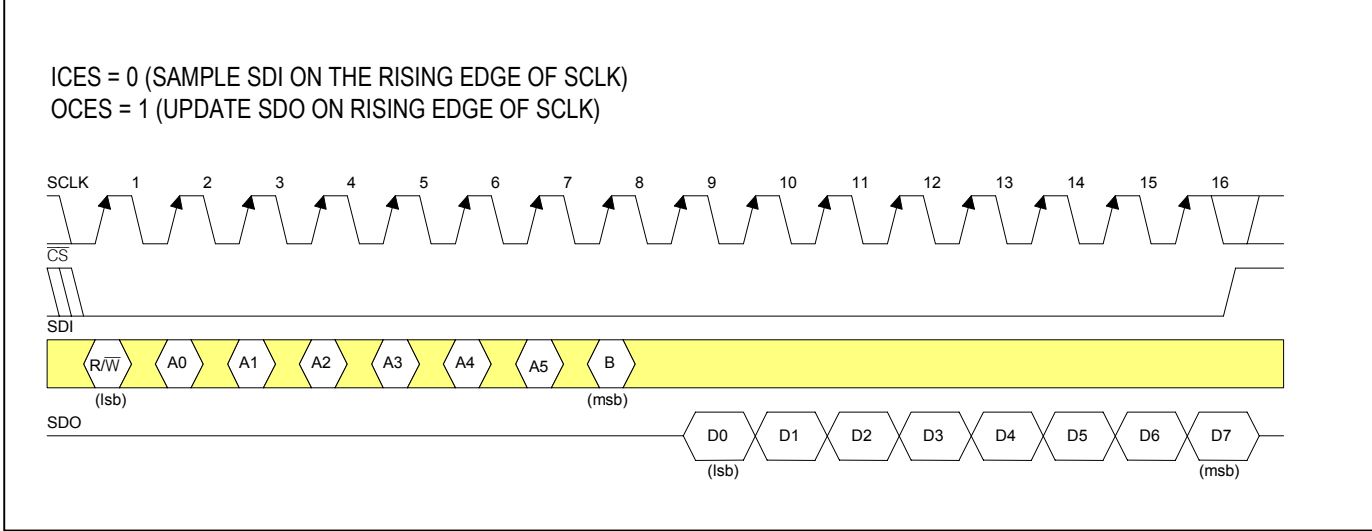 ICES = 0 (SAMPLE SDI ON THE RISING EDGE OF SCLK)
OCES = 1 (UPDATE SDO ON RISING EDGE OF SCLK)
SCLK 1 2 3 4 5 6 7 8 9 10 11 12 13 14 15 16
C̅S̅
SDI
R/W̅ A0 A1 A2 A3 A4 A5 B
(lsb) (msb)
SDO
D0 D1 D2 D3 D4 D5 D6 D7
(lsb) (msb)